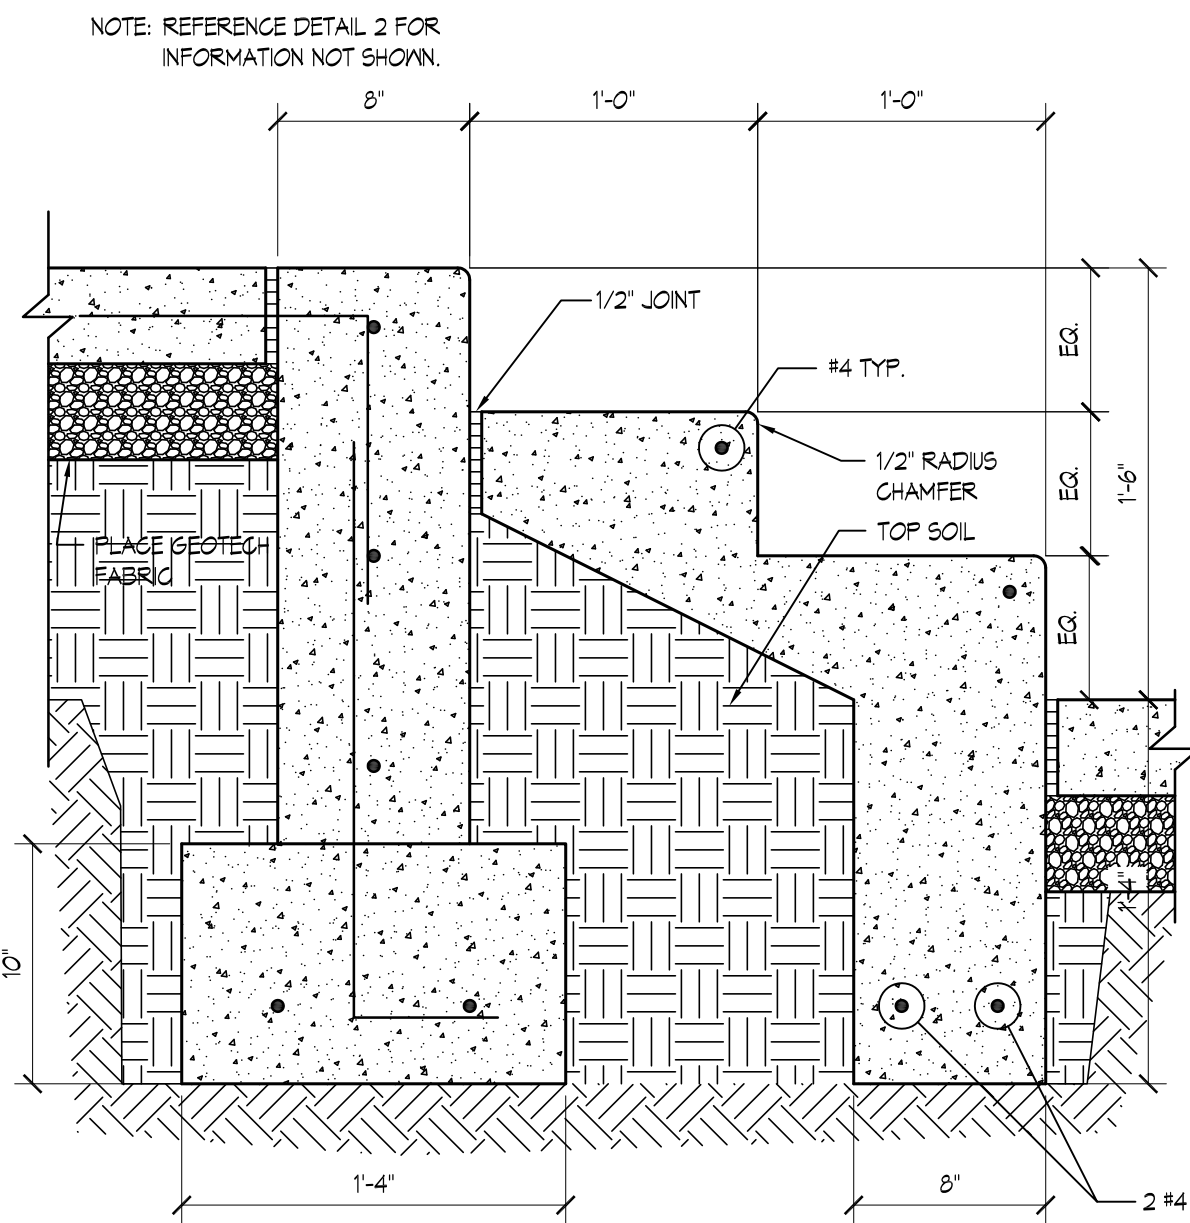 NOTE: REFERENCE DETAIL 2 FOR
INFORMATION NOT SHOWN.
8"
1'-0"
1'-0"
1/2" JOINT
EQ.
#4 TYP.
1/2" RADIUS
CHAMFER
EQ.
1'-6"
TOP SOIL
PLACE GEOTECH
FABRIC
EQ.
1'-4"
10"
1'-4"
8"
2 #4